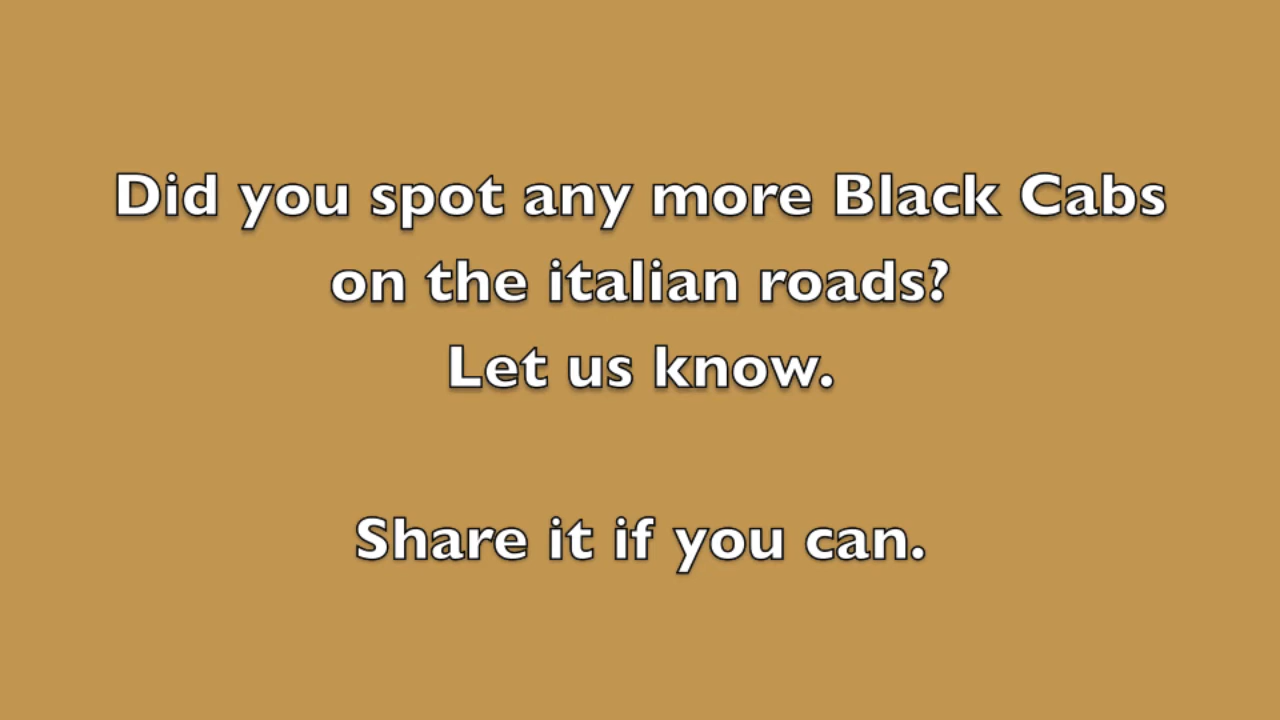 Did you spot any more Black Cabs
on the italian roads?
Let us know.
Share it if you can.